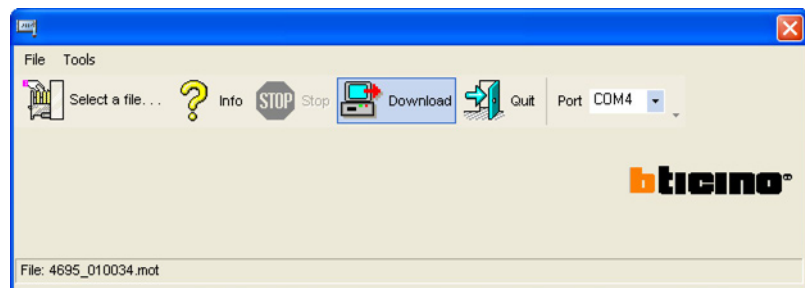 File Tools
Select a file. . . Info STOP Stop Download Quit Port COM4
bticino
File: 4695_010034.mot